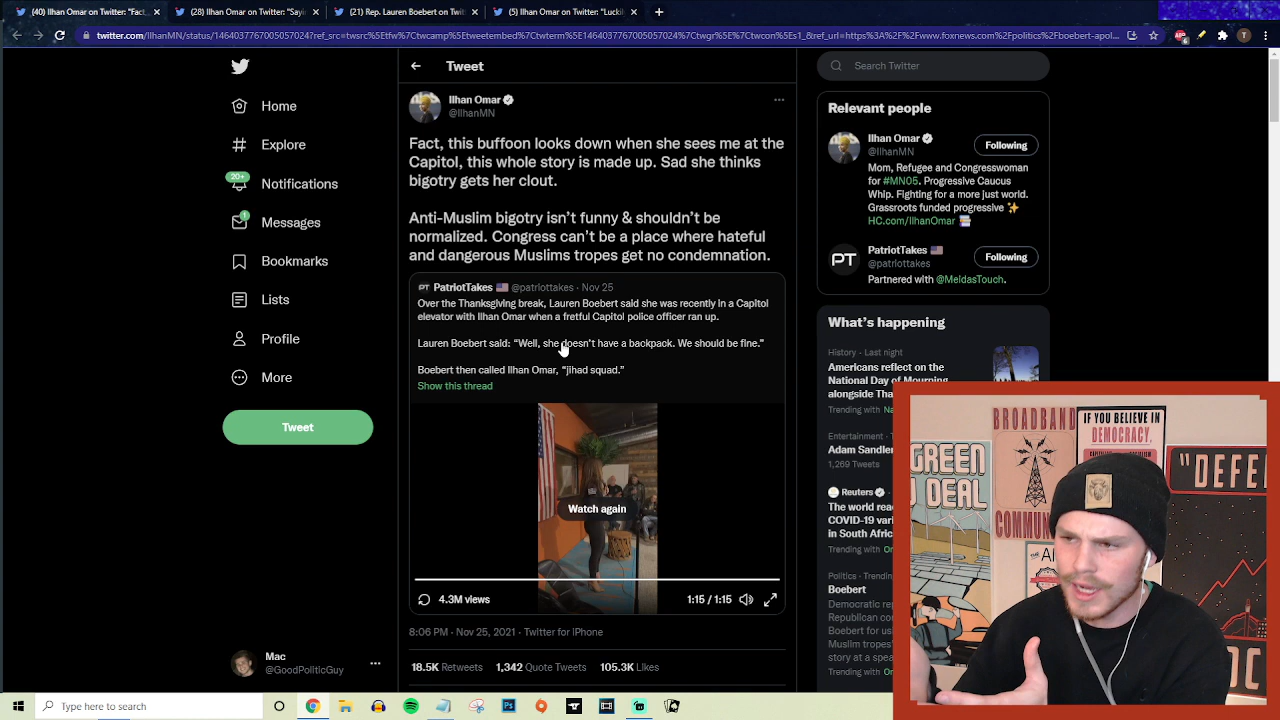 (40) Ilhan Omar on Twitter: "Fact,
(28) Ilhan Omar on Twitter: "Sayi
(21) Rep. Lauren Boebert on Twit
(5) Ilhan Omar on Twitter: "Lucki
twitter.com/IlhanMN/status/1464037767005057024?ref_src=twsrc%5Etfw%7Ctwcamp%5Etweetembed%7Ctwterm%5E1464037767005057024%7Ctwgr%5E%7Ctwcon%5Es1_&ref_url=https%3A%2F%2Fwww.foxnews.com%2Fpolitics%2Fboebert-apol...
T
Home
Explore
20+
Notifications
1
Messages
Bookmarks
Lists
Profile
More
Tweet
Mac
@GoodPoliticGuy
Tweet
Ilhan Omar
@IlhanMN
Fact, this buffoon looks down when she sees me at the
Capitol, this whole story is made up. Sad she thinks
bigotry gets her clout.
Anti-Muslim bigotry isn't funny & shouldn't be
normalized. Congress can't be a place where hateful
and dangerous Muslims tropes get no condemnation.
PT PatriotTakes @patriottakes · Nov 25
Over the Thanksgiving break, Lauren Boebert said she was recently in a Capitol
elevator with Ilhan Omar when a fretful Capitol police officer ran up.
Lauren Boebert said: "Well, she doesn't have a backpack. We should be fine."
Boebert then called Ilhan Omar, "jihad squad."
Show this thread
Watch again
4.3M views
1:15 / 1:15
8:06 PM · Nov 25, 2021 · Twitter for iPhone
18.5K Retweets 1,342 Quote Tweets 105.3K Likes
Search Twitter
Relevant people
Ilhan Omar
@IlhanMN
Following
Mom, Refugee and Congresswoman
for #MN05. Progressive Caucus
Whip. Fighting for a more just world.
Grassroots funded progressive
HC.com/IlhanOmar
PT
PatriotTakes
@patriottakes
Following
Partnered with @MeidasTouch.
What's happening
History · Last night
Americans reflect on the
National Day of Mourning
alongside Tha
Trending with Na
Entertainment ·
Adam Sandler
1,269 Tweets
Reuters
The world rea
COVID-19 vari
in South Afric
Trending with
Politics · Trendin
Boebert
Democratic rep
Republican co
Boebert for us
Muslim tropes
story at a spea
Trending with
BROADBAND
COMMUN
IF YOU BELIEVE IN
DEMOCRACY,
GREEN
DEAL
"DEFE
Type here to search